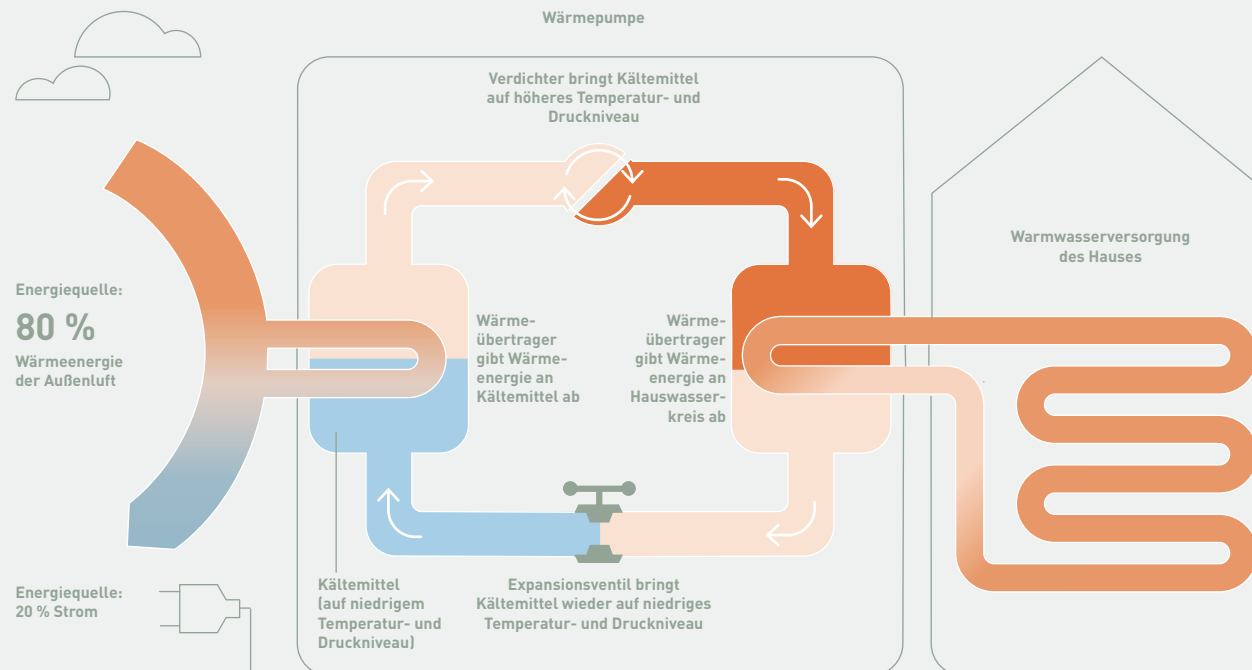 Wärmepumpe
Verdichter bringt Kältemittel
auf höheres Temperatur- und
Druckniveau
Energiequelle:
80 %
Wärmeenergie
der Außenluft
Wärme-
übertrager
gibt Wärme-
energie an
Kältemittel ab
Wärme-
übertrager
gibt Wärme-
energie an
Hauswasser-
kreis ab
Warmwasserversorgung
des Hauses
Energiequelle:
20 % Strom
Kältemittel
(auf niedrigem
Temperatur- und
Druckniveau)
Expansionsventil bringt
Kältemittel wieder auf niedriges
Temperatur- und Druckniveau